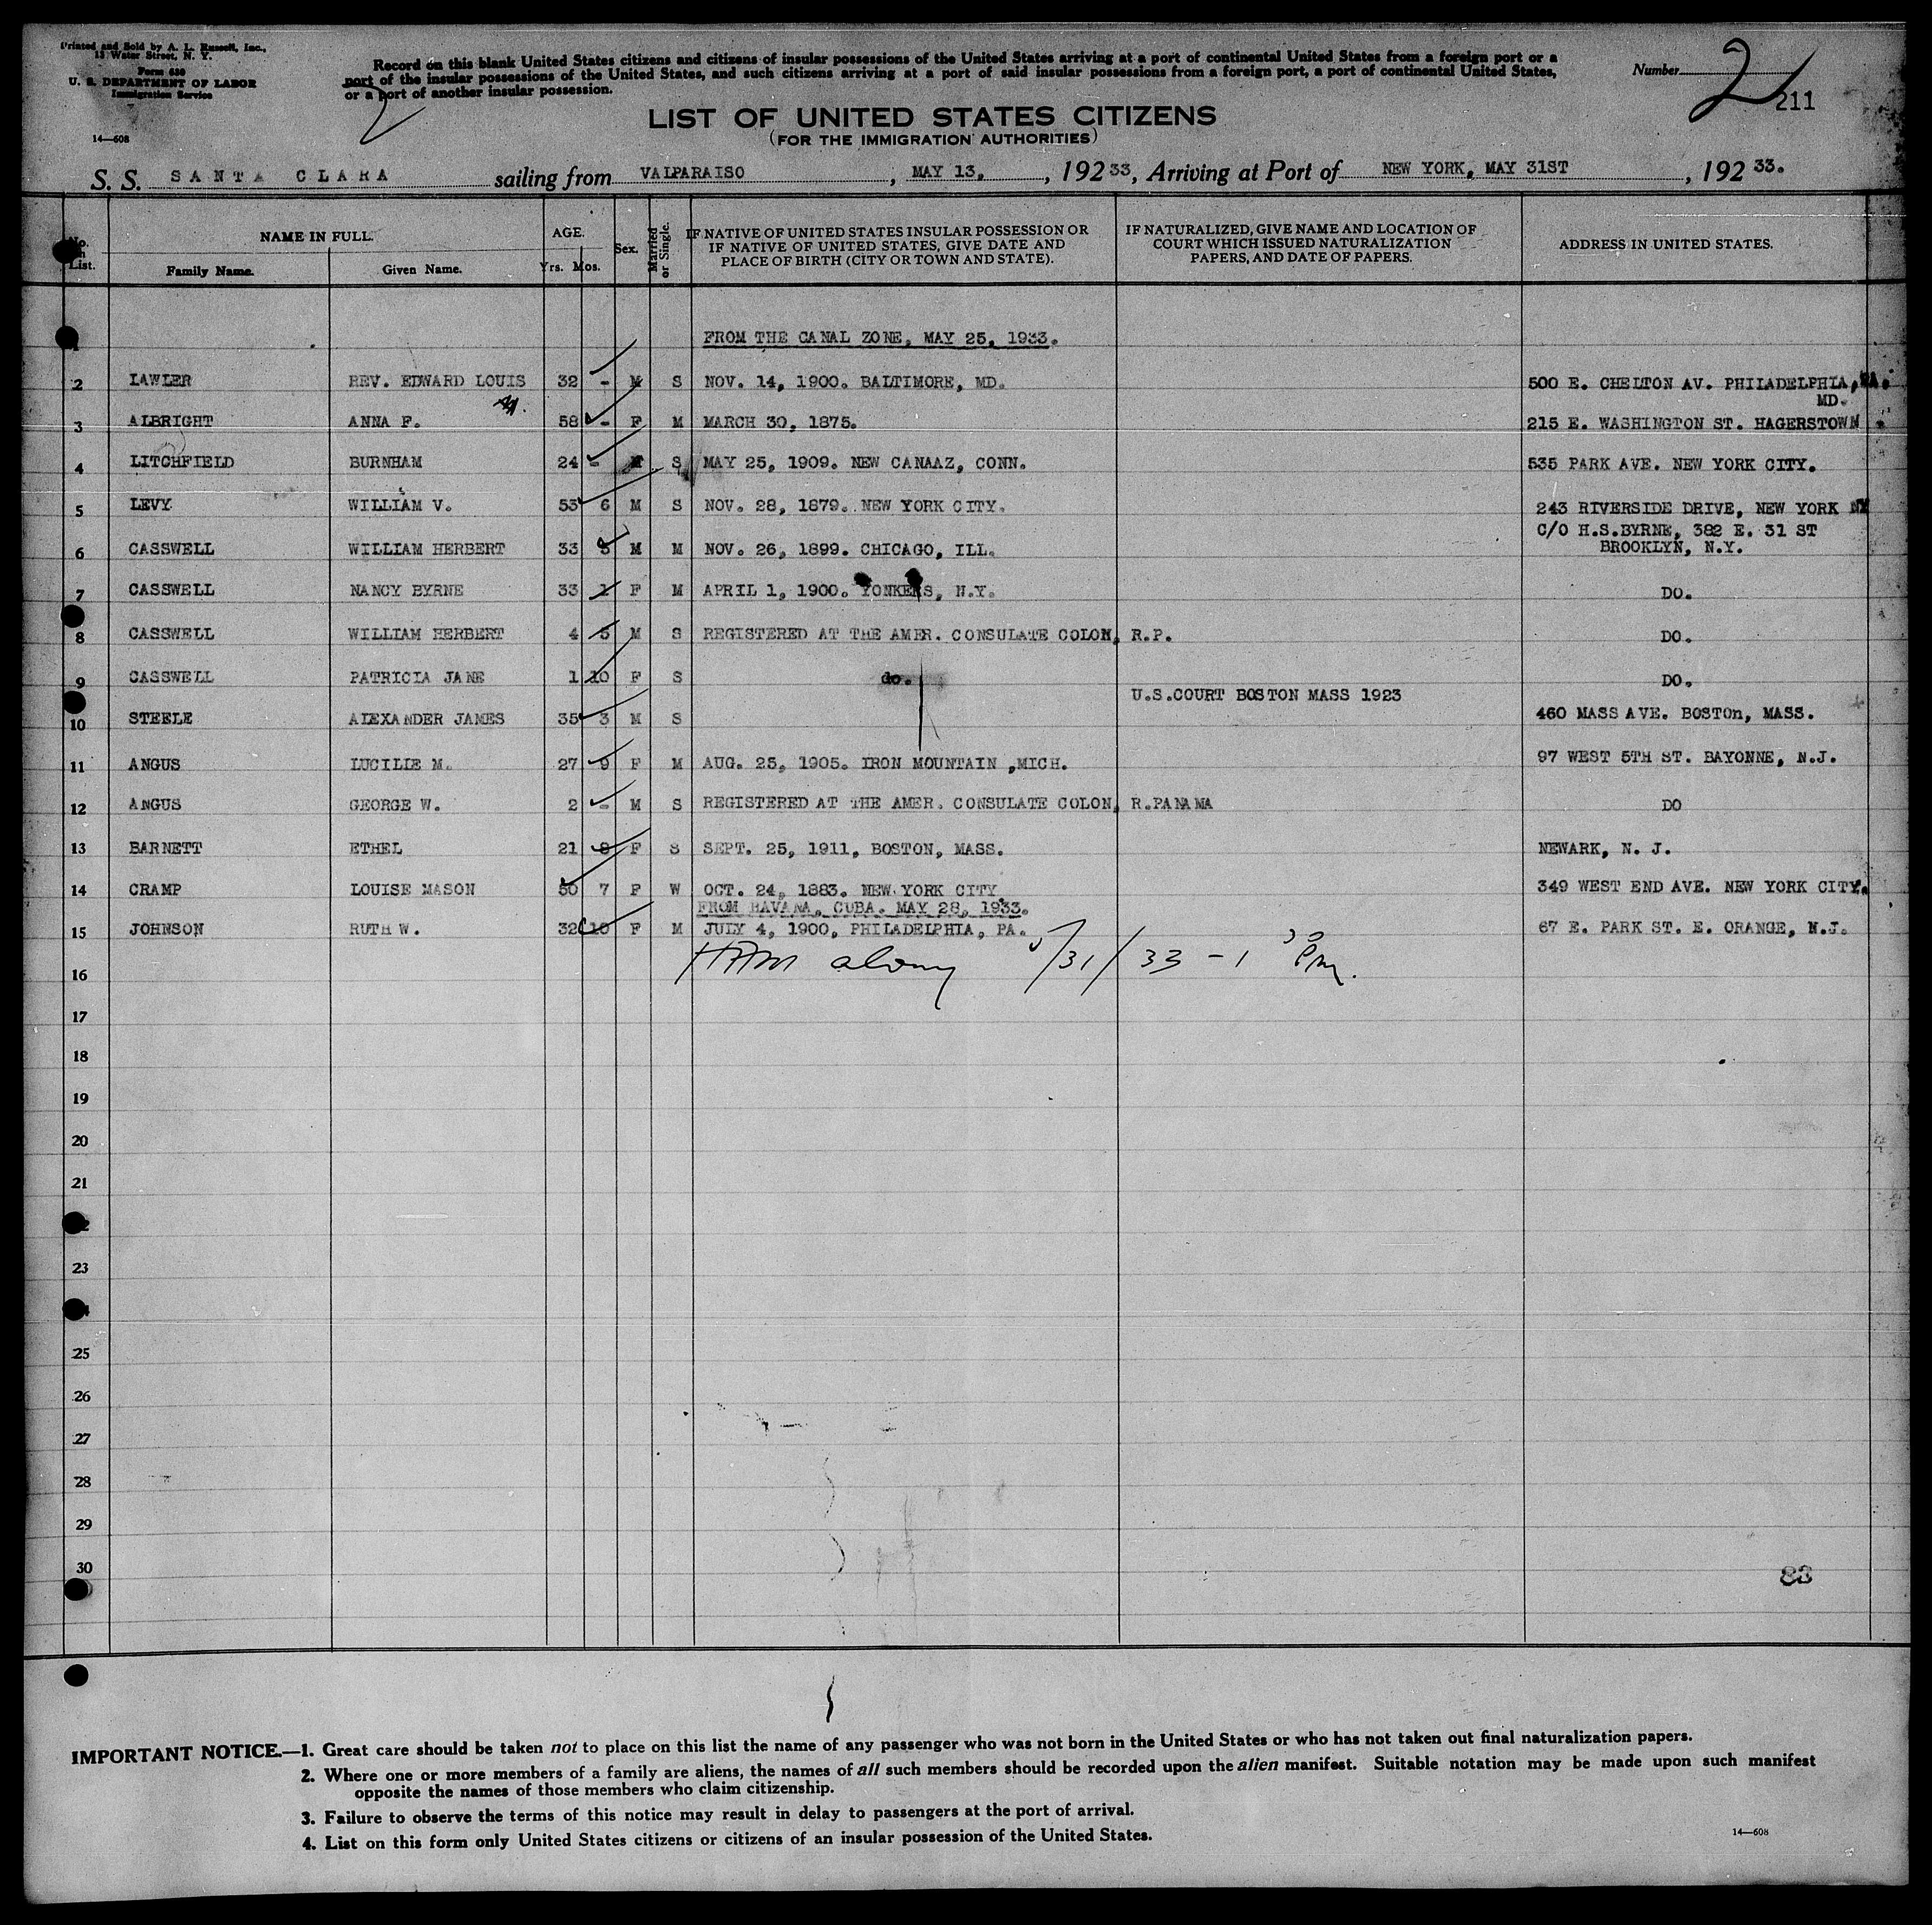 Printed and Sold by A. L. Russell, Inc.,
15 Water Street, N. Y.
Form 630
U. S. DEPARTMENT OF LABOR
Immigration Service
14—608
Record on this blank United States citizens and citizens of insular possessions of the United States arriving at a port of continental United States from a foreign port or a
port of the insular possessions of the United States, and such citizens arriving at a port of said insular possessions from a foreign port, a port of continental United States,
or a port of another insular possession.
Number 2
211
2
LIST OF UNITED STATES CITIZENS
(FOR THE IMMIGRATION AUTHORITIES)
S. S. SANTA CLARA sailing from VALPARAISO, MAY 13, , 192 33, Arriving at Port of NEW YORK, MAY 31ST , 192 33.
No. on List. NAME IN FULL. Family Name. Given Name. AGE. Yrs. Mos. Sex. Married or Single. IF NATIVE OF UNITED STATES INSULAR POSSESSION OR IF NATIVE OF UNITED STATES, GIVE DATE AND PLACE OF BIRTH (CITY OR TOWN AND STATE). IF NATURALIZED, GIVE NAME AND LOCATION OF COURT WHICH ISSUED NATURALIZATION PAPERS, AND DATE OF PAPERS. ADDRESS IN UNITED STATES.
1 FROM THE CANAL ZONE, MAY 25, 1933.
2 LAWLER REV. EDWARD LOUIS 32 - M S NOV. 14, 1900. BALTIMORE, MD. 500 E. CHELTON AV. PHILADELPHIA, PA.
3 ALBRIGHT ANNA F. 58 - F M MARCH 30, 1875. 215 E. WASHINGTON ST. HAGERSTOWN MD.
4 LITCHFIELD BURNHAM 24 - M S MAY 25, 1909. NEW CANAAZ, CONN. 535 PARK AVE. NEW YORK CITY.
5 LEVY WILLIAM V. 53 6 M S NOV. 28, 1879. NEW YORK CITY. 243 RIVERSIDE DRIVE, NEW YORK NY
6 CASSWELL WILLIAM HERBERT 33 5 M M NOV. 26, 1899. CHICAGO, ILL. C/O H.S.BYRNE, 382 E. 31 ST BROOKLYN, N.Y.
7 CASSWELL NANCY BYRNE 33 1 F M APRIL 1, 1900. YONKERS, N.Y. DO.
8 CASSWELL WILLIAM HERBERT 4 5 M S REGISTERED AT THE AMER. CONSULATE COLON, R.P. DO.
9 CASSWELL PATRICIA JANE 1 10 F S do. DO.
10 STEELE ALEXANDER JAMES 35 3 M S U.S.COURT BOSTON MASS 1923 460 MASS AVE. BOSTOn, MASS.
11 ANGUS LUCILLE M. 27 9 F M AUG. 25, 1905. IRON MOUNTAIN ,MICH. 97 WEST 5TH ST. BAYONNE, N.J.
12 ANGUS GEORGE W. 2 - M S REGISTERED AT THE AMER. CONSULATE COLON, R.PANAMA DO
13 BARNETT ETHEL 21 8 F S SEPT. 25, 1911, BOSTON, MASS. NEWARK, N. J.
14 CRAMP LOUISE MASON 50 7 F W OCT. 24, 1883. NEW YORK CITY 349 WEST END AVE. NEW YORK CITY.
FROM HAVANA, CUBA. MAY 28, 1933.
15 JOHNSON RUTH W. 32 10 F M JULY 4, 1900, PHILADELPHIA, PA. 67 E. PARK ST. E. ORANGE, N.J.
16 5/31/33 - 1 30 Pm.
17
18
19
20
21
22
23
25
26
27
28
29
30
83
IMPORTANT NOTICE.—1. Great care should be taken not to place on this list the name of any passenger who was not born in the United States or who has not taken out final naturalization papers.
2. Where one or more members of a family are aliens, the names of all such members should be recorded upon the alien manifest. Suitable notation may be made upon such manifest
opposite the names of those members who claim citizenship.
3. Failure to observe the terms of this notice may result in delay to passengers at the port of arrival.
4. List on this form only United States citizens or citizens of an insular possession of the United States.
14—608